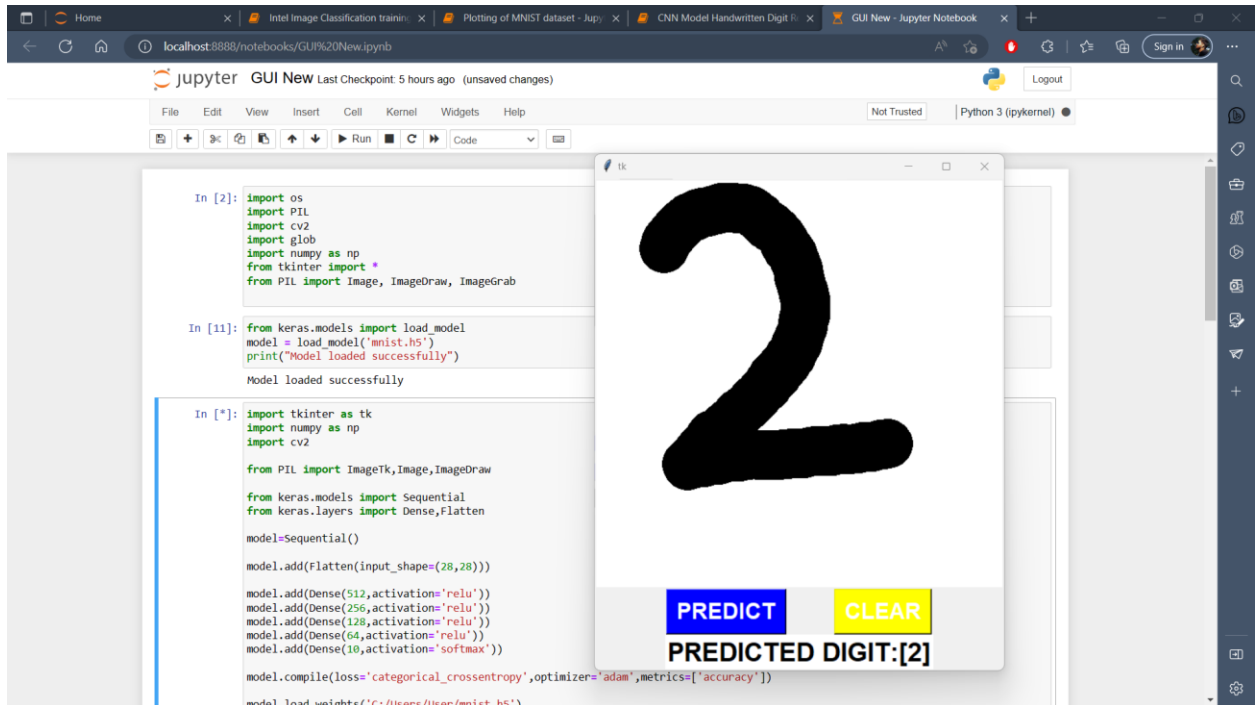 Home
Intel Image Classification training
Plotting of MNIST dataset - Jupy
CNN Model Handwritten Digit R
GUI New - Jupyter Notebook
localhost:8888/notebooks/GUI%20New.ipynb
Sign in
jupyter GUI New Last Checkpoint: 5 hours ago (unsaved changes)
Logout
File Edit View Insert Cell Kernel Widgets Help
Not Trusted
Python 3 (ipykernel)
Run
Code
In [2]: import os
import PIL
import cv2
import glob
import numpy as np
from tkinter import *
from PIL import Image, ImageDraw, ImageGrab
In [11]: from keras.models import load_model
model = load_model('mnist.h5')
print("Model loaded successfully")
Model loaded successfully
In [*]: import tkinter as tk
import numpy as np
import cv2
from PIL import ImageTk,Image,ImageDraw
from keras.models import Sequential
from keras.layers import Dense,Flatten
model=Sequential()
model.add(Flatten(input_shape=(28,28)))
model.add(Dense(512,activation='relu'))
model.add(Dense(256,activation='relu'))
model.add(Dense(128,activation='relu'))
model.add(Dense(64,activation='relu'))
model.add(Dense(10,activation='softmax'))
model.compile(loss='categorical_crossentropy',optimizer='adam',metrics=['accuracy'])
model.load_weights('C:/Users/User/mnist.h5')
tk
2
PREDICT
CLEAR
PREDICTED DIGIT:[2]